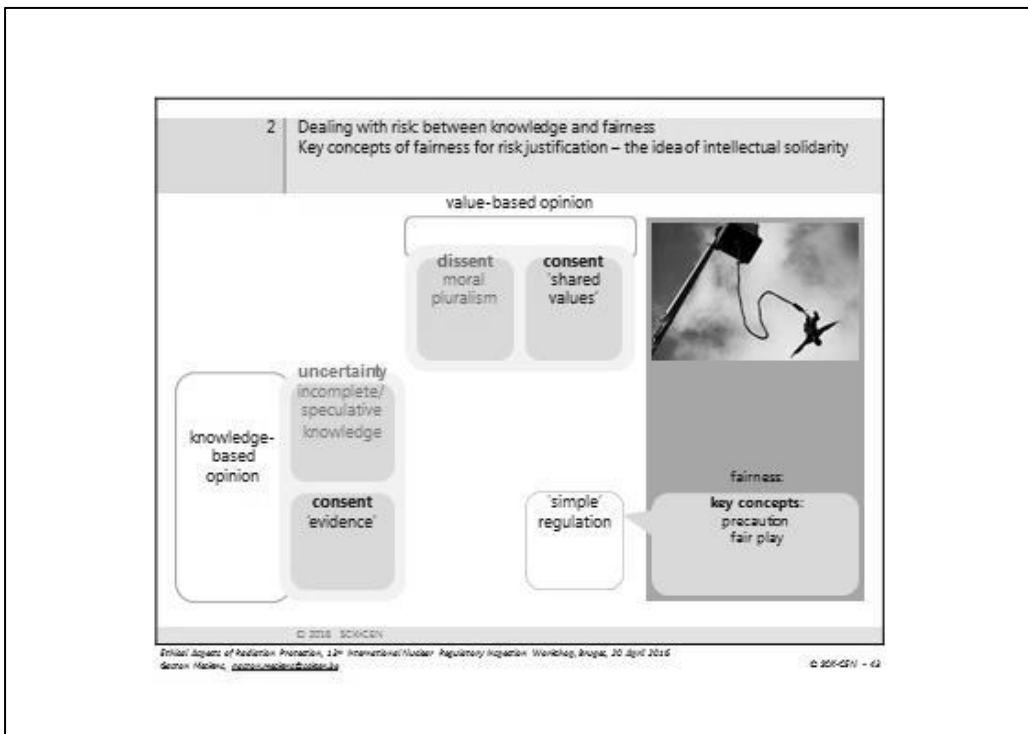 2
Dealing with risk: between knowledge and fairness
Key concepts of fairness for risk justification – the idea of intellectual solidarity
value-based opinion
dissent
moral
pluralism
consent
'shared
values'
uncertainty
incomplete/
speculative
knowledge
knowledge-
based
opinion
consent
'evidence'
'simple'
regulation
fairness:
key concepts:
precaution
fair play
© 2016 SCK•CEN
Ethical Aspects of Radiation Protection, 13th International Nuclear Regulatory Inspection Workshop, Bruges, 20 April 2016
Gaston Meskens,
© SCK•CEN - 43